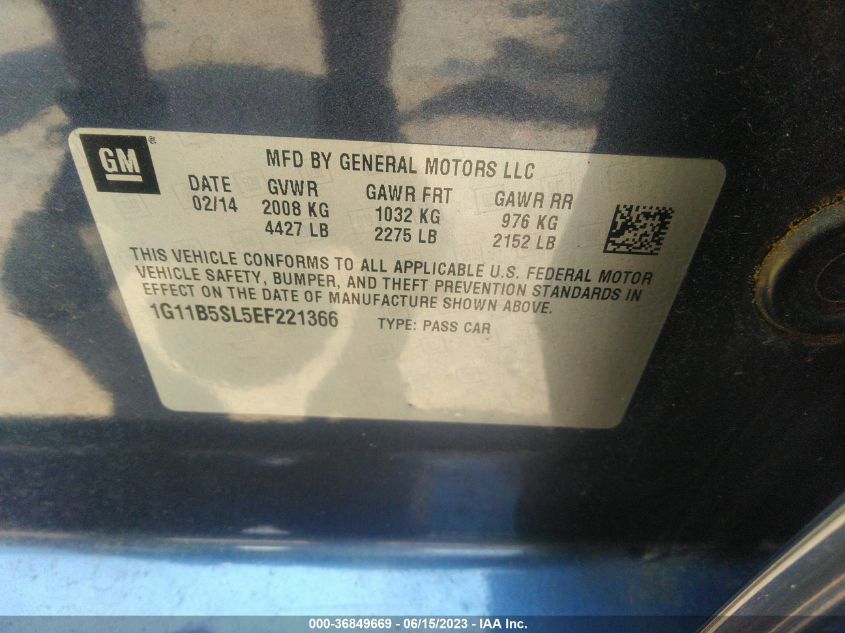 GM®
MFD BY GENERAL MOTORS LLC
DATE GVWR GAWR FRT GAWR RR
02/14 2008 KG 1032 KG 976 KG
4427 LB 2275 LB 2152 LB
THIS VEHICLE CONFORMS TO ALL APPLICABLE U.S. FEDERAL MOTOR
VEHICLE SAFETY, BUMPER, AND THEFT PREVENTION STANDARDS IN
EFFECT ON THE DATE OF MANUFACTURE SHOWN ABOVE.
1G11B5SL5EF221366 TYPE: PASS CAR
000-36849669 - 06/15/2023 - IAA Inc.